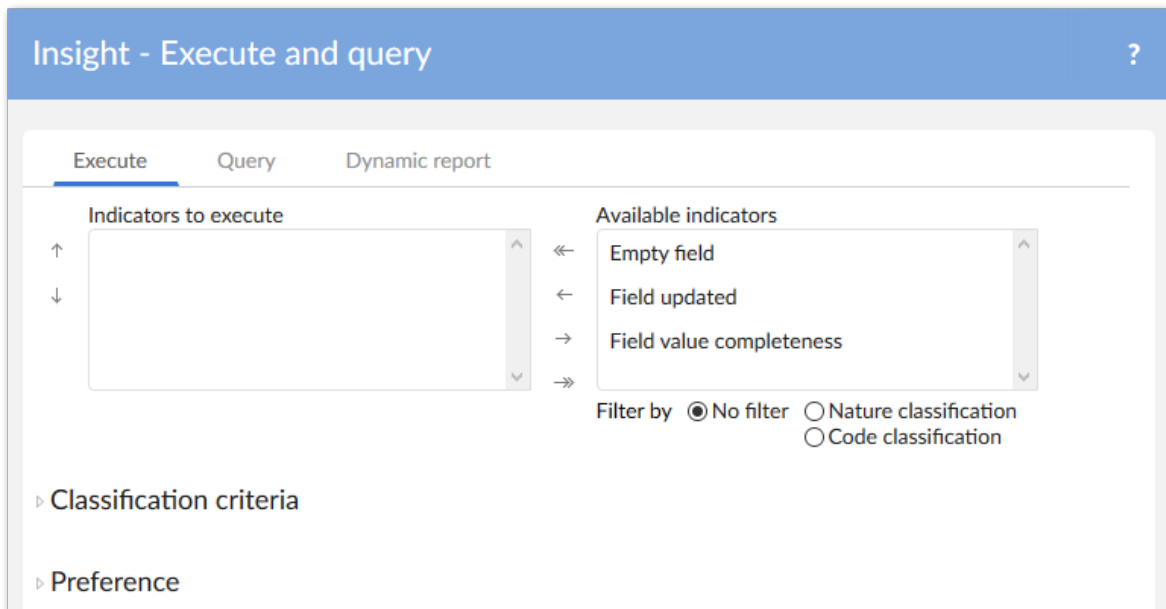 Insight - Execute and query ?
Execute Query Dynamic report
Indicators to execute Available indicators
Empty field
Field updated
Field value completeness
Filter by No filter Nature classification
Code classification
Classification criteria
Preference